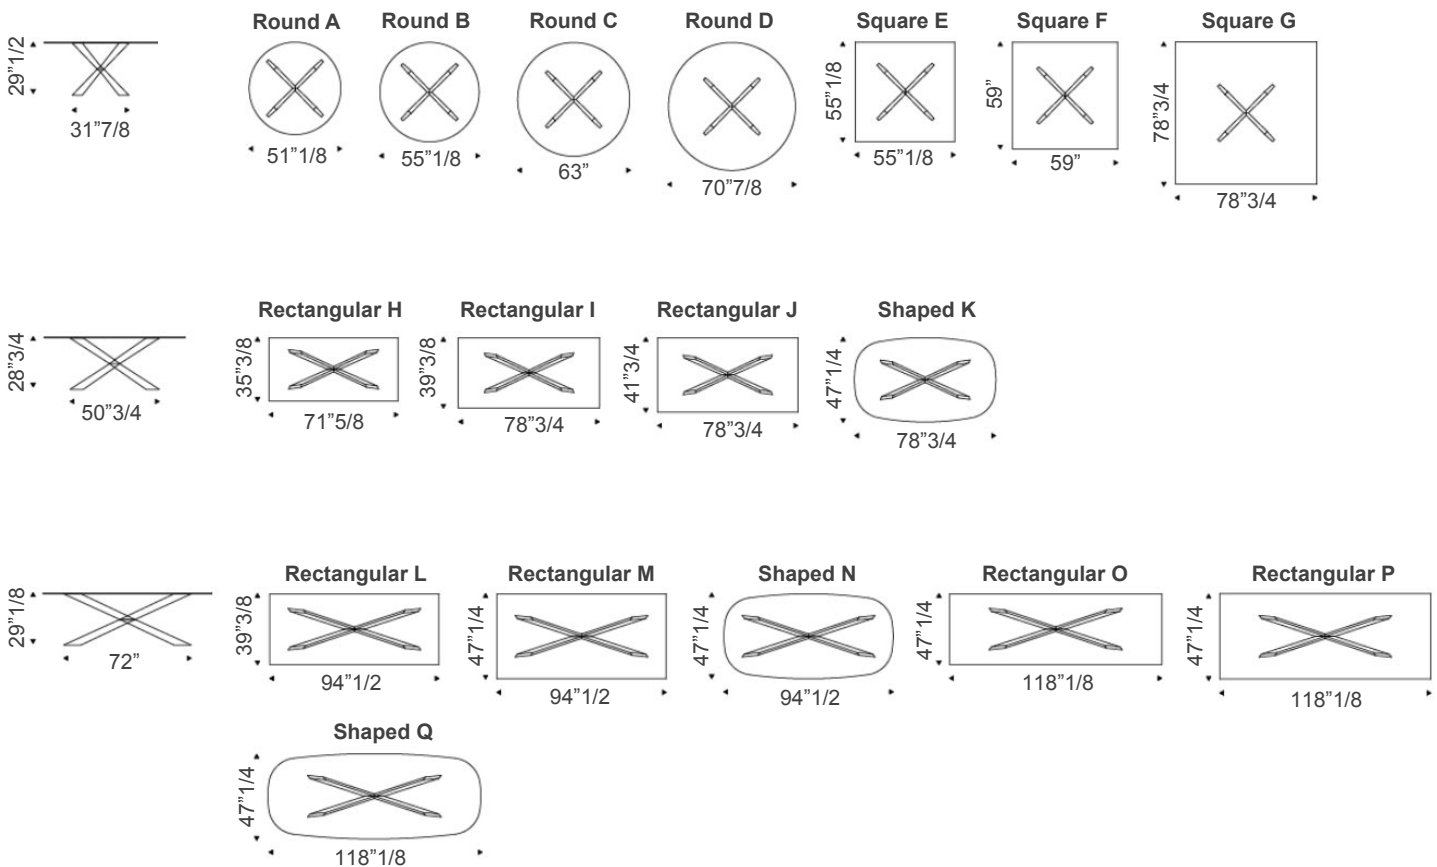 29”1/2
31”7/8
Round A
51”1/8
Round B
55”1/8
Round C
63”
Round D
70”7/8
Square E
55”1/8
55”1/8
Square F
59”
59”
Square G
78”3/4
78”3/4
28”3/4
50”3/4
Rectangular H
35”3/8
71”5/8
Rectangular I
39”3/8
78”3/4
Rectangular J
41”3/4
78”3/4
Shaped K
47”1/4
78”3/4
29”1/8
72”
Rectangular L
39”3/8
94”1/2
Rectangular M
47”1/4
94”1/2
Shaped N
47”1/4
94”1/2
Rectangular O
47”1/4
118”1/8
Rectangular P
47”1/4
118”1/8
Shaped Q
47”1/4
118”1/8